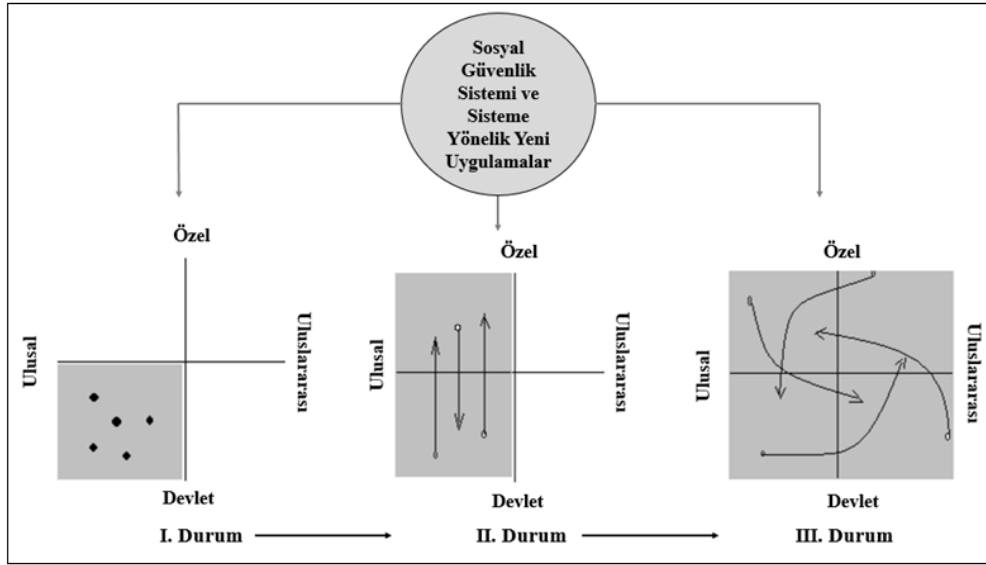 Sosyal
Güvenlik
Sistemi ve
Sisteme
Yönelik Yeni
Uygulamalar
Özel
Ulusal
Uluslararası
Devlet
I. Durum
Özel
Ulusal
Uluslararası
Devlet
II. Durum
Özel
Ulusal
Uluslararası
Devlet
III. Durum